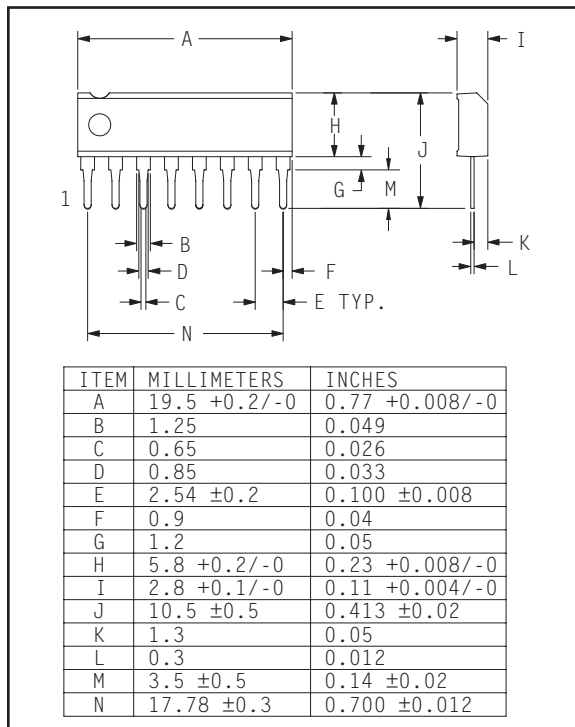 A
I
H
J
G
M
1
B
K
D
F
L
C
E TYP.
N
ITEM MILLIMETERS INCHES
A 19.5 +0.2/-0 0.77 +0.008/-0
B 1.25 0.049
C 0.65 0.026
D 0.85 0.033
E 2.54 ±0.2 0.100 ±0.008
F 0.9 0.04
G 1.2 0.05
H 5.8 +0.2/-0 0.23 +0.008/-0
I 2.8 +0.1/-0 0.11 +0.004/-0
J 10.5 ±0.5 0.413 ±0.02
K 1.3 0.05
L 0.3 0.012
M 3.5 ±0.5 0.14 ±0.02
N 17.78 ±0.3 0.700 ±0.012